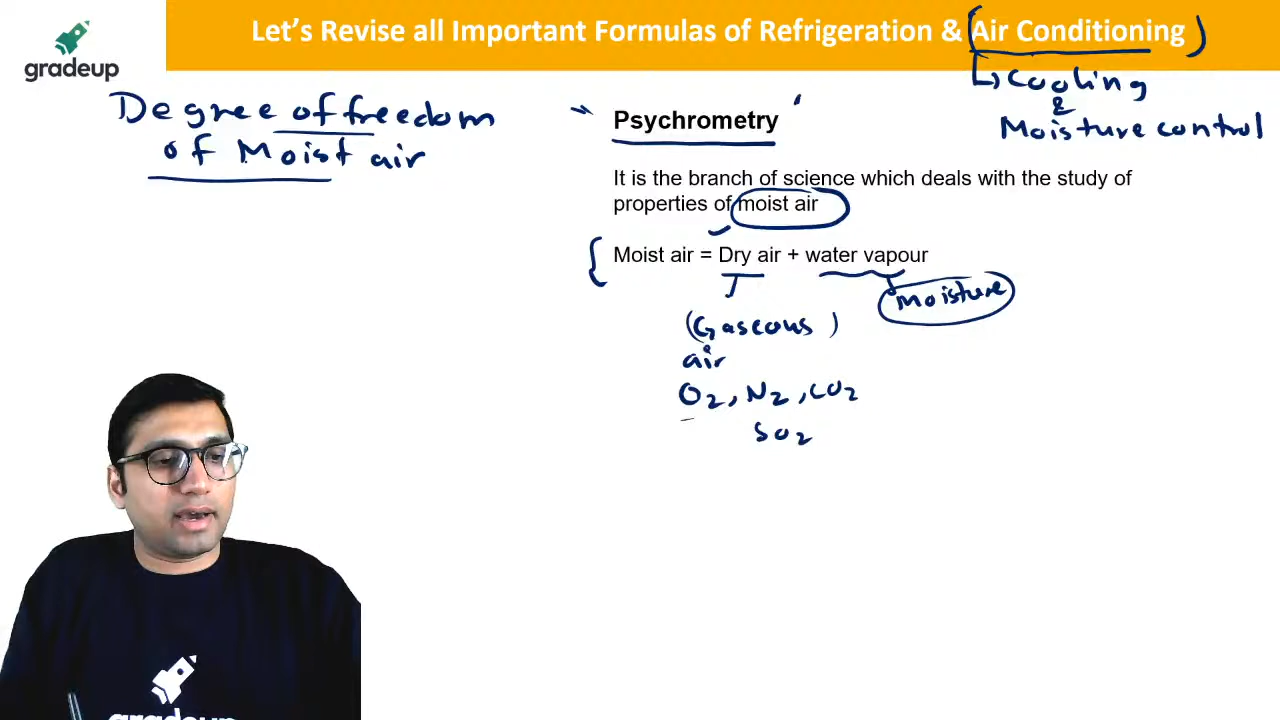 Let's Revise all Important Formulas of Refrigeration & Air Conditioning
gradeup
↳ cooling
&
Moisture control
Degree of freedom
of Moist air
Psychrometry
It is the branch of science which deals with the study of
properties of moist air
Moist air = Dry air + water vapour
moisture
(Gaseous)
air
O2, N2, CO2
SO2
gradeup